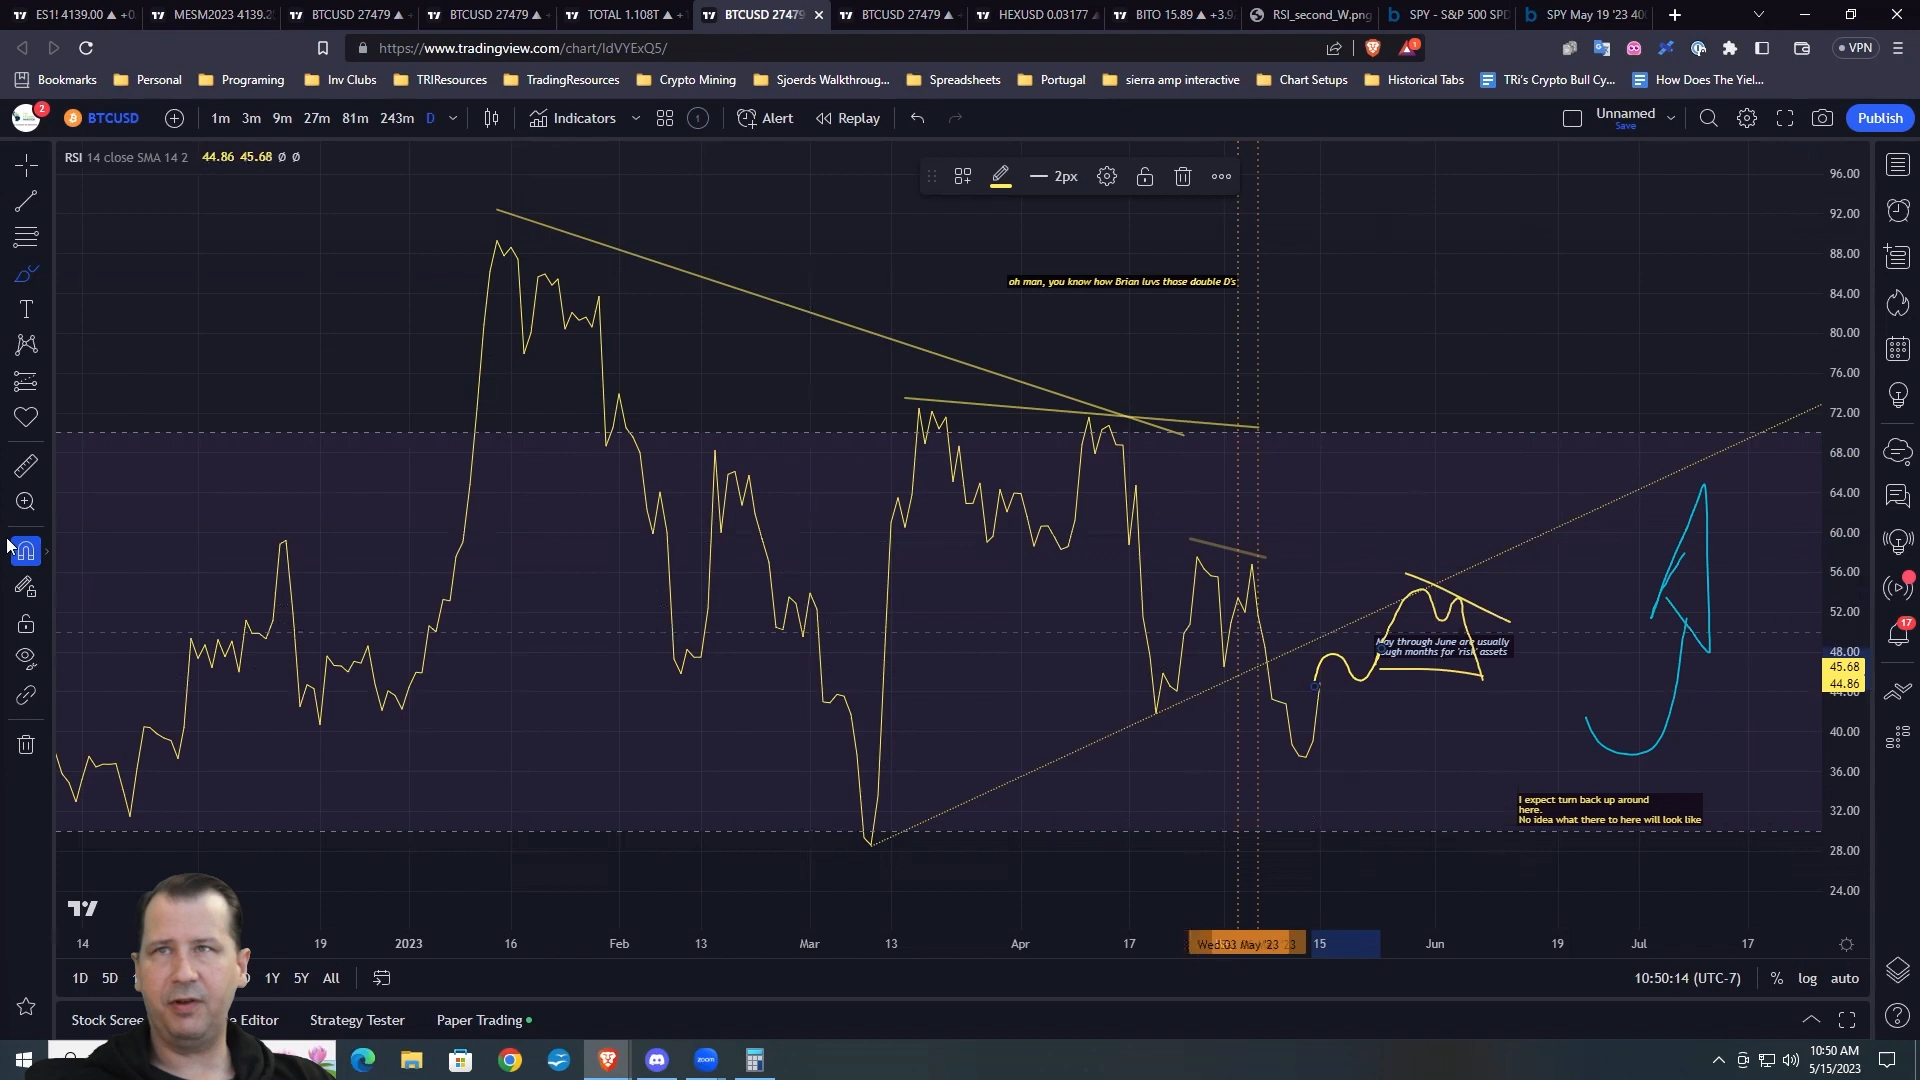 ES1! 4139.00 ▲ +0
MESM2023 4139.2
BTCUSD 27479 ▲
BTCUSD 27479 ▲
TOTAL 1.108T ▲ +
BTCUSD 27479
BTCUSD 27479 ▲
HEXUSD 0.03177
BITO 15.89 ▲ +3.9
RSI_second_W.png
SPY - S&P 500 SPD
SPY May 19 '23 40
https://www.tradingview.com/chart/IdVYExQ5/
1
VPN
Bookmarks
Personal
Programing
Inv Clubs
TRIResources
TradingResources
Crypto Mining
Sjoerds Walkthroug...
Spreadsheets
Portugal
sierra amp interactive
Chart Setups
Historical Tabs
TRi's Crypto Bull Cy...
How Does The Yiel...
2
BTCUSD
1m 3m 9m 27m 81m 243m D
Indicators
Alert
Replay
Unnamed
Save
Publish
RSI 14 close SMA 14 2 44.86 45.68 Ø Ø
2px
oh man, you know how Brian luvs those double D's
May through June are usually
ugh months for 'risk' assets
I expect turn back up around
here.
No idea what there to here will look like
96.00
92.00
88.00
84.00
80.00
76.00
72.00
68.00
64.00
60.00
56.00
52.00
48.00
45.68
44.86
44.00
40.00
36.00
32.00
28.00
24.00
17
14
19
2023
16
Feb
13
Mar
13
Apr
17
Wed 03 May '23
15
Jun
19
Jul
17
1D 5D
1Y 5Y All
10:50:14 (UTC-7)
% log auto
Stock Scree
e Editor
Strategy Tester
Paper Trading
zoom
10:50 AM
5/15/2023